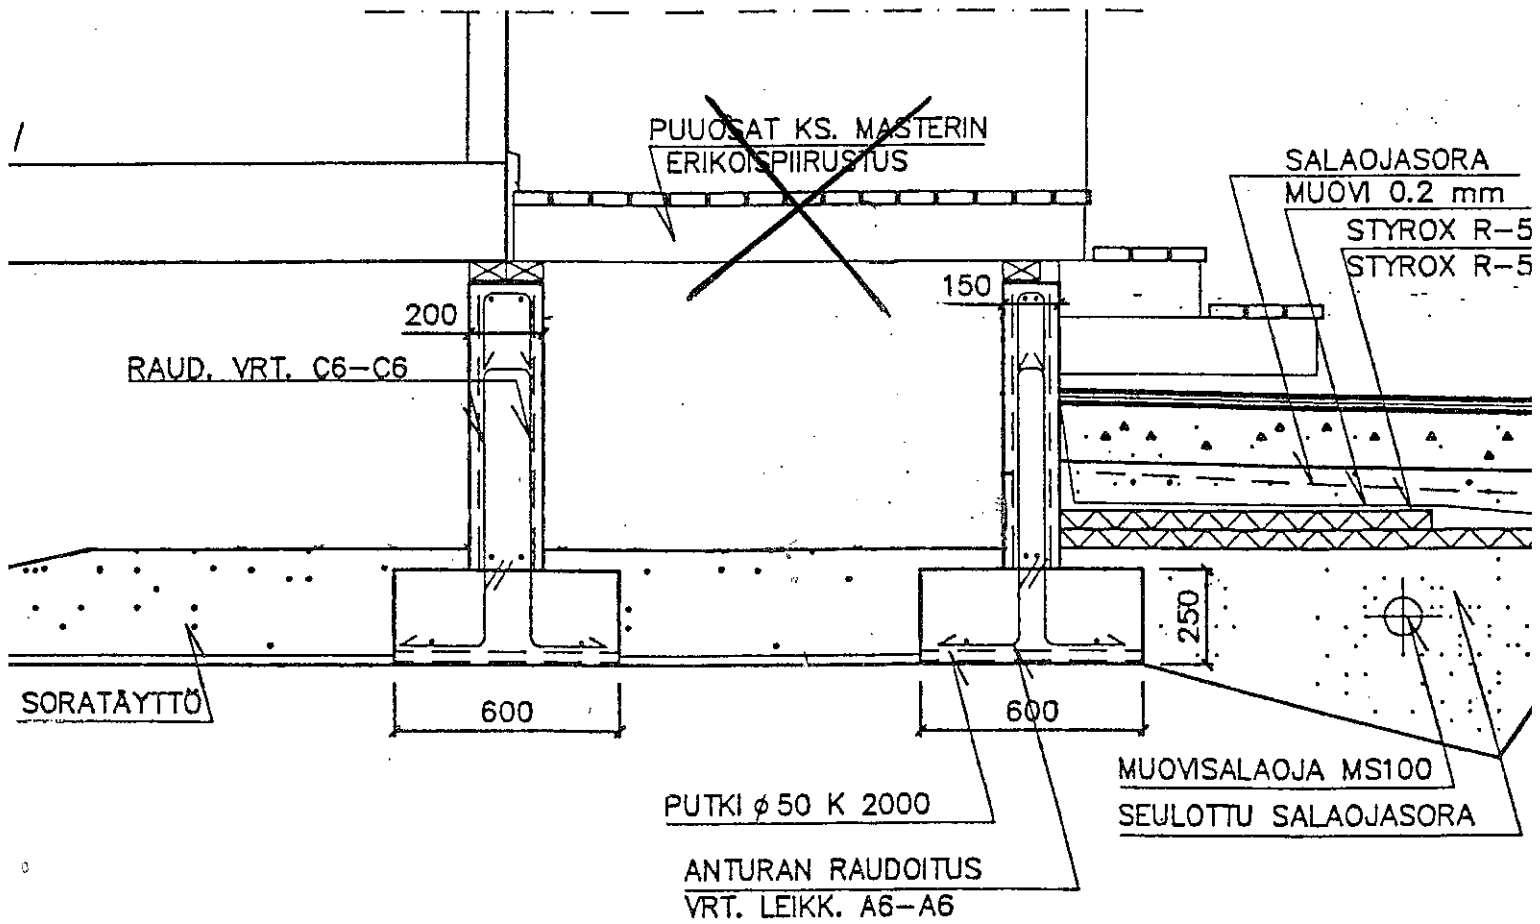 PUUOSAT KS. MASTERIN
ERIKOISPIIRUSTUS
SALAOJASORA
MUOVI 0.2 mm
STYROX R-5
STYROX R-5
200
150
RAUD. VRT. C6-C6
250
SORATÄYTTÖ
600
600
MUOVISALAOJA MS100
PUTKI ø 50 K 2000
SEULOTTU SALAOJASORA
ANTURAN RAUDOITUS
VRT. LEIKK. A6-A6